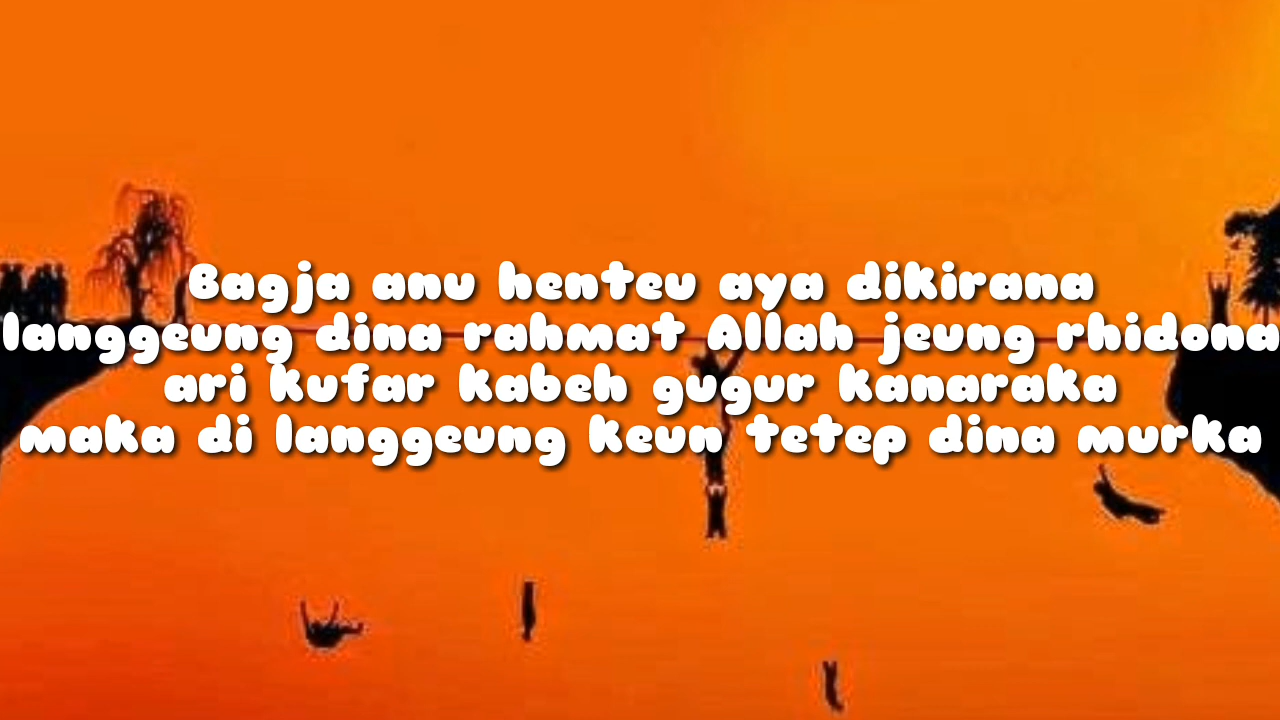 Bagja anu henteu aya dikirana
langgeung dina rahmat Allah jeung rhidona
ari kufar kabeh gugur kanaraka
maka di langgeung keun tetep dina murka